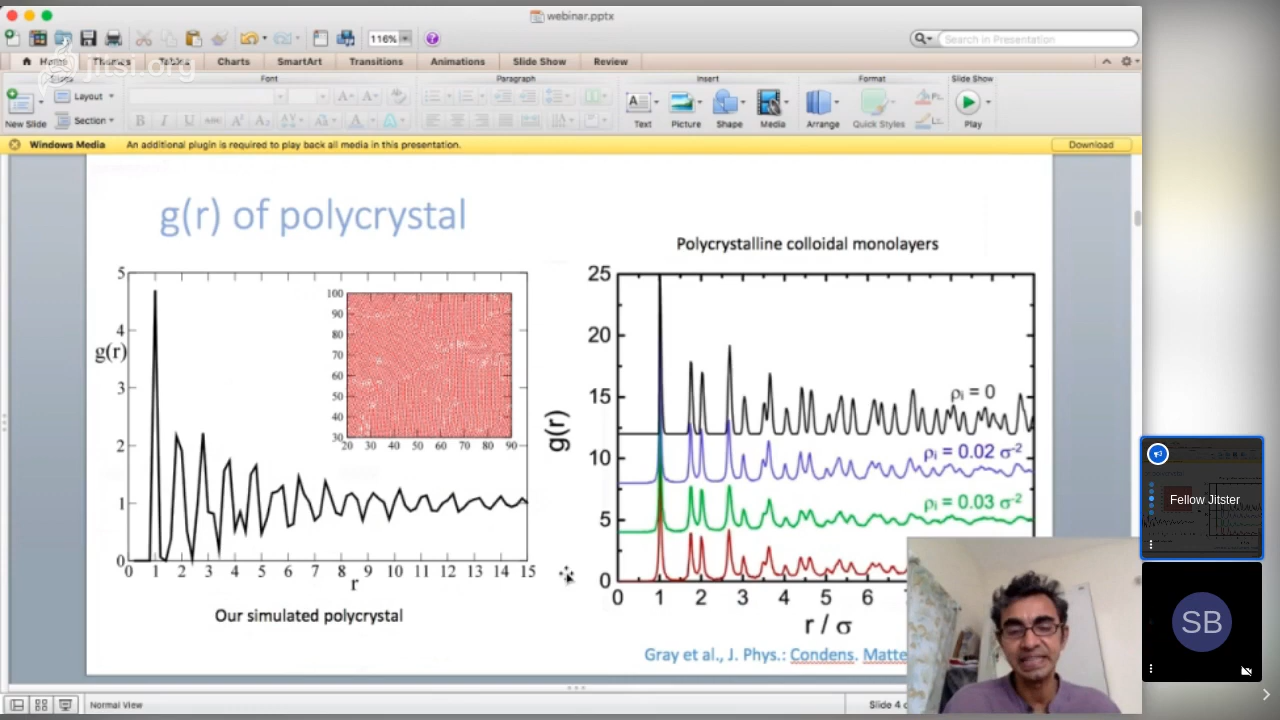 webinar.pptx
116%
Search in Presentation
jitsi.org
Home Themes Tables Charts SmartArt Transitions Animations Slide Show Review
Slides Font Paragraph Insert Format Slide Show
New Slide Layout Section
Text Picture Shape Media Arrange Quick Styles Play
Windows Media An additional plugin is required to play back all media in this presentation. Download
g(r) of polycrystal
Polycrystalline colloidal monolayers
5
4
3
2
1
0
g(r)
0 1 2 3 4 5 6 7 8 9 10 11 12 13 14 15
r
100
90
80
70
60
50
40
30
20 30 40 50 60 70 80 90
Our simulated polycrystal
25
20
15
10
5
0
g(r)
ρi = 0
ρi = 0.02 σ-2
ρi = 0.03 σ-2
0 1 2 3 4 5 6
r / σ
Gray et al., J. Phys.: Condens. Matte
Normal View
Slide 4
Fellow Jitster
SB